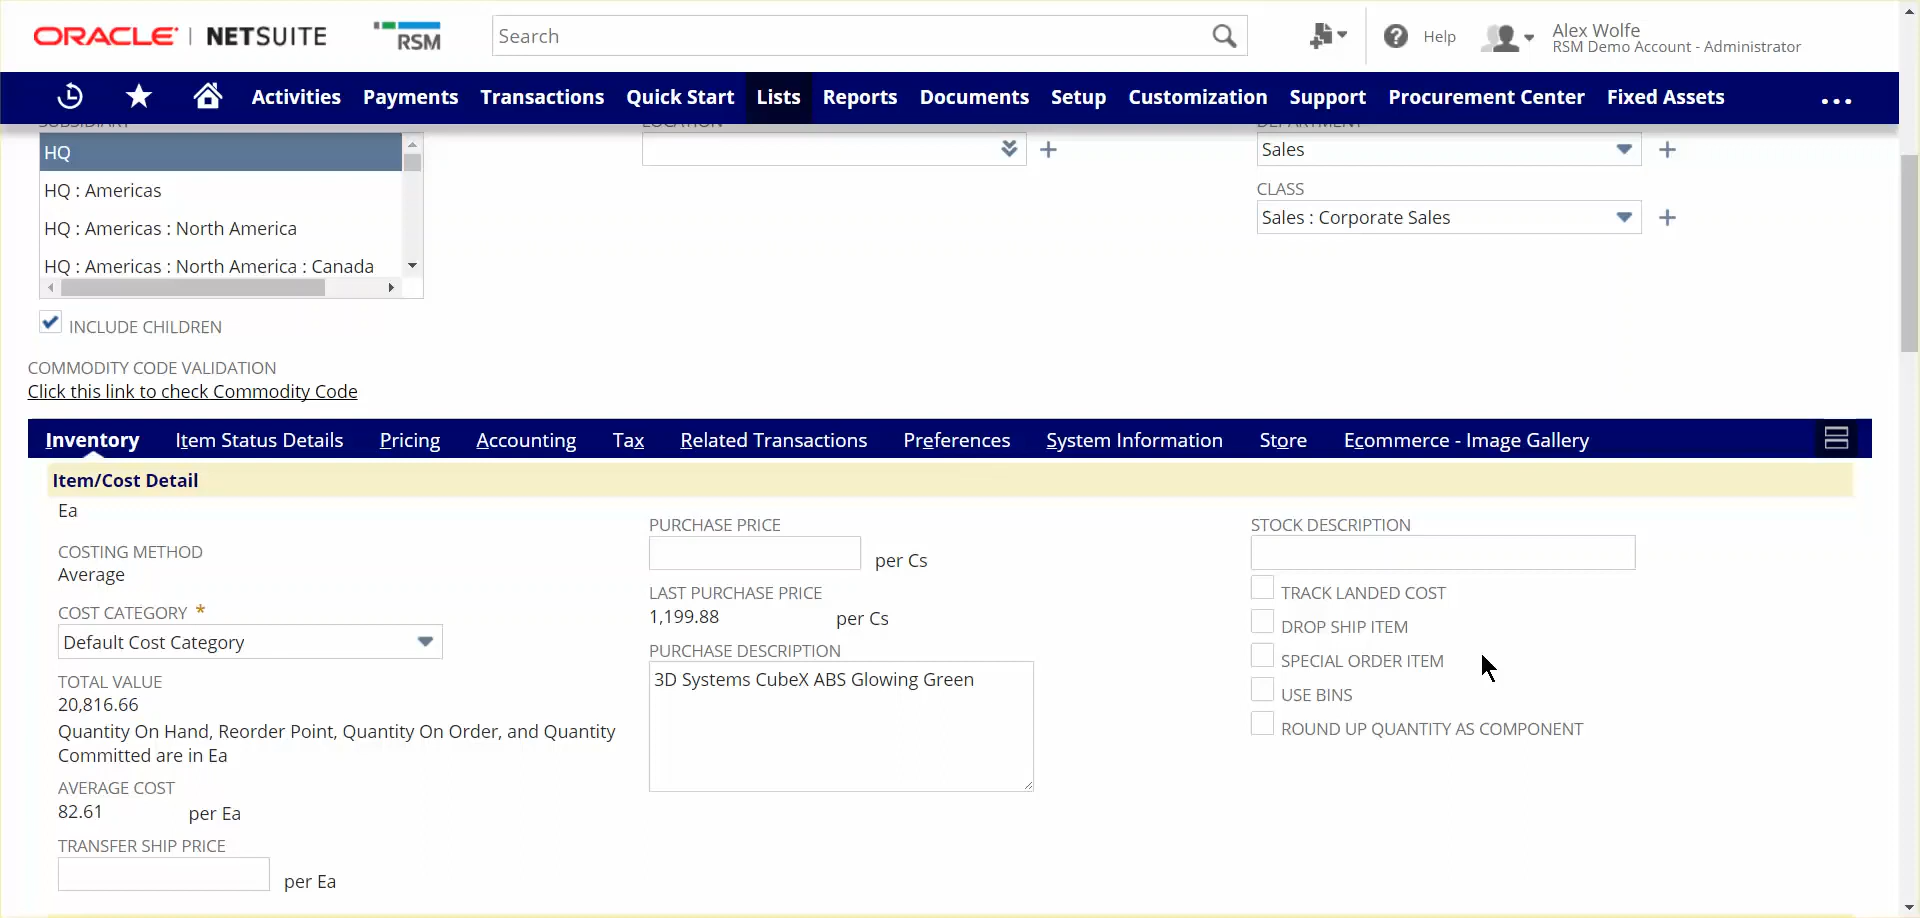 ORACLE | NETSUITE
RSM
Search
Help
Alex Wolfe
RSM Demo Account - Administrator
Activities Payments Transactions Quick Start Lists Reports Documents Setup Customization Support Procurement Center Fixed Assets ...
SUBSIDIARY
LOCATION
DEPARTMENT
HQ
HQ : Americas
HQ : Americas : North America
HQ : Americas : North America : Canada
Sales
CLASS
Sales : Corporate Sales
INCLUDE CHILDREN
COMMODITY CODE VALIDATION
Click this link to check Commodity Code
Inventory Item Status Details Pricing Accounting Tax Related Transactions Preferences System Information Store Ecommerce - Image Gallery
Item/Cost Detail
Ea
COSTING METHOD
Average
COST CATEGORY *
Default Cost Category
TOTAL VALUE
20,816.66
Quantity On Hand, Reorder Point, Quantity On Order, and Quantity
Committed are in Ea
AVERAGE COST
82.61 per Ea
TRANSFER SHIP PRICE
per Ea
PURCHASE PRICE
per Cs
LAST PURCHASE PRICE
1,199.88 per Cs
PURCHASE DESCRIPTION
3D Systems CubeX ABS Glowing Green
STOCK DESCRIPTION
TRACK LANDED COST
DROP SHIP ITEM
SPECIAL ORDER ITEM
USE BINS
ROUND UP QUANTITY AS COMPONENT